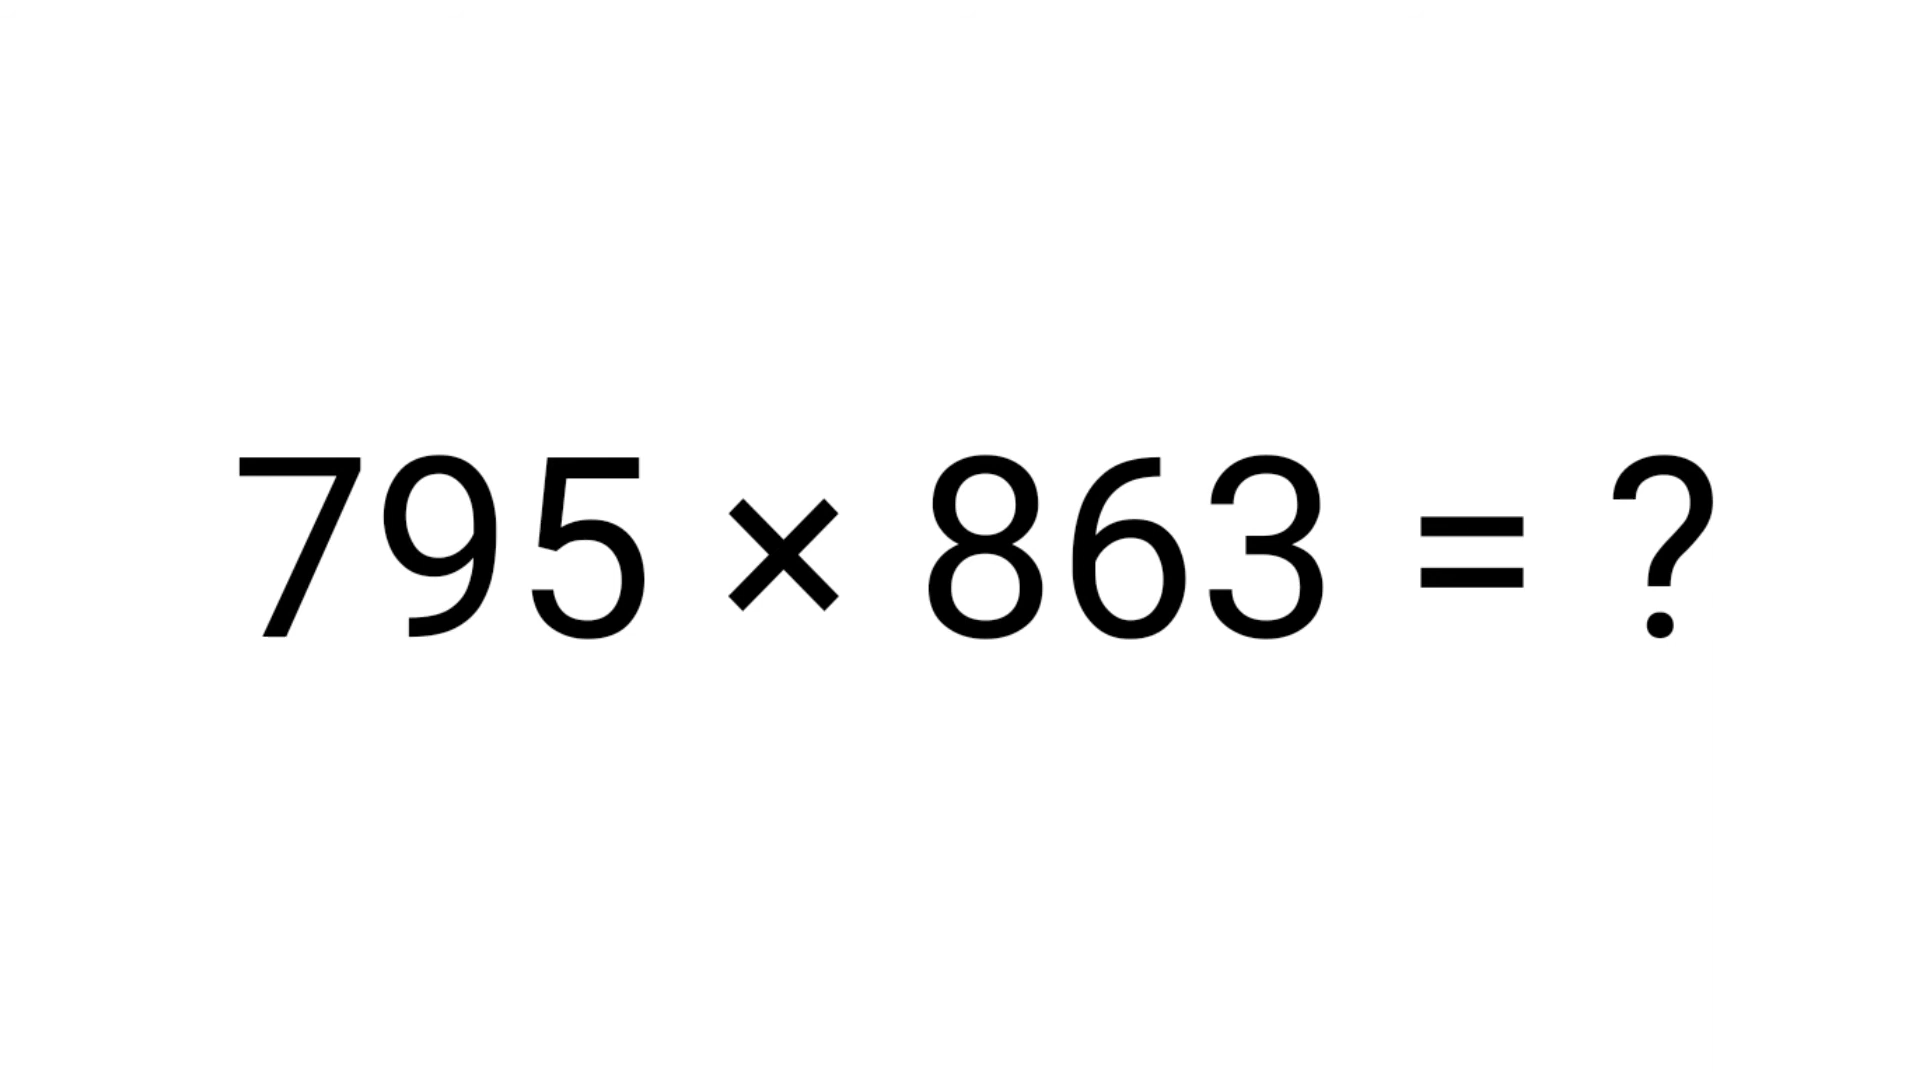 795 × 863 = ?